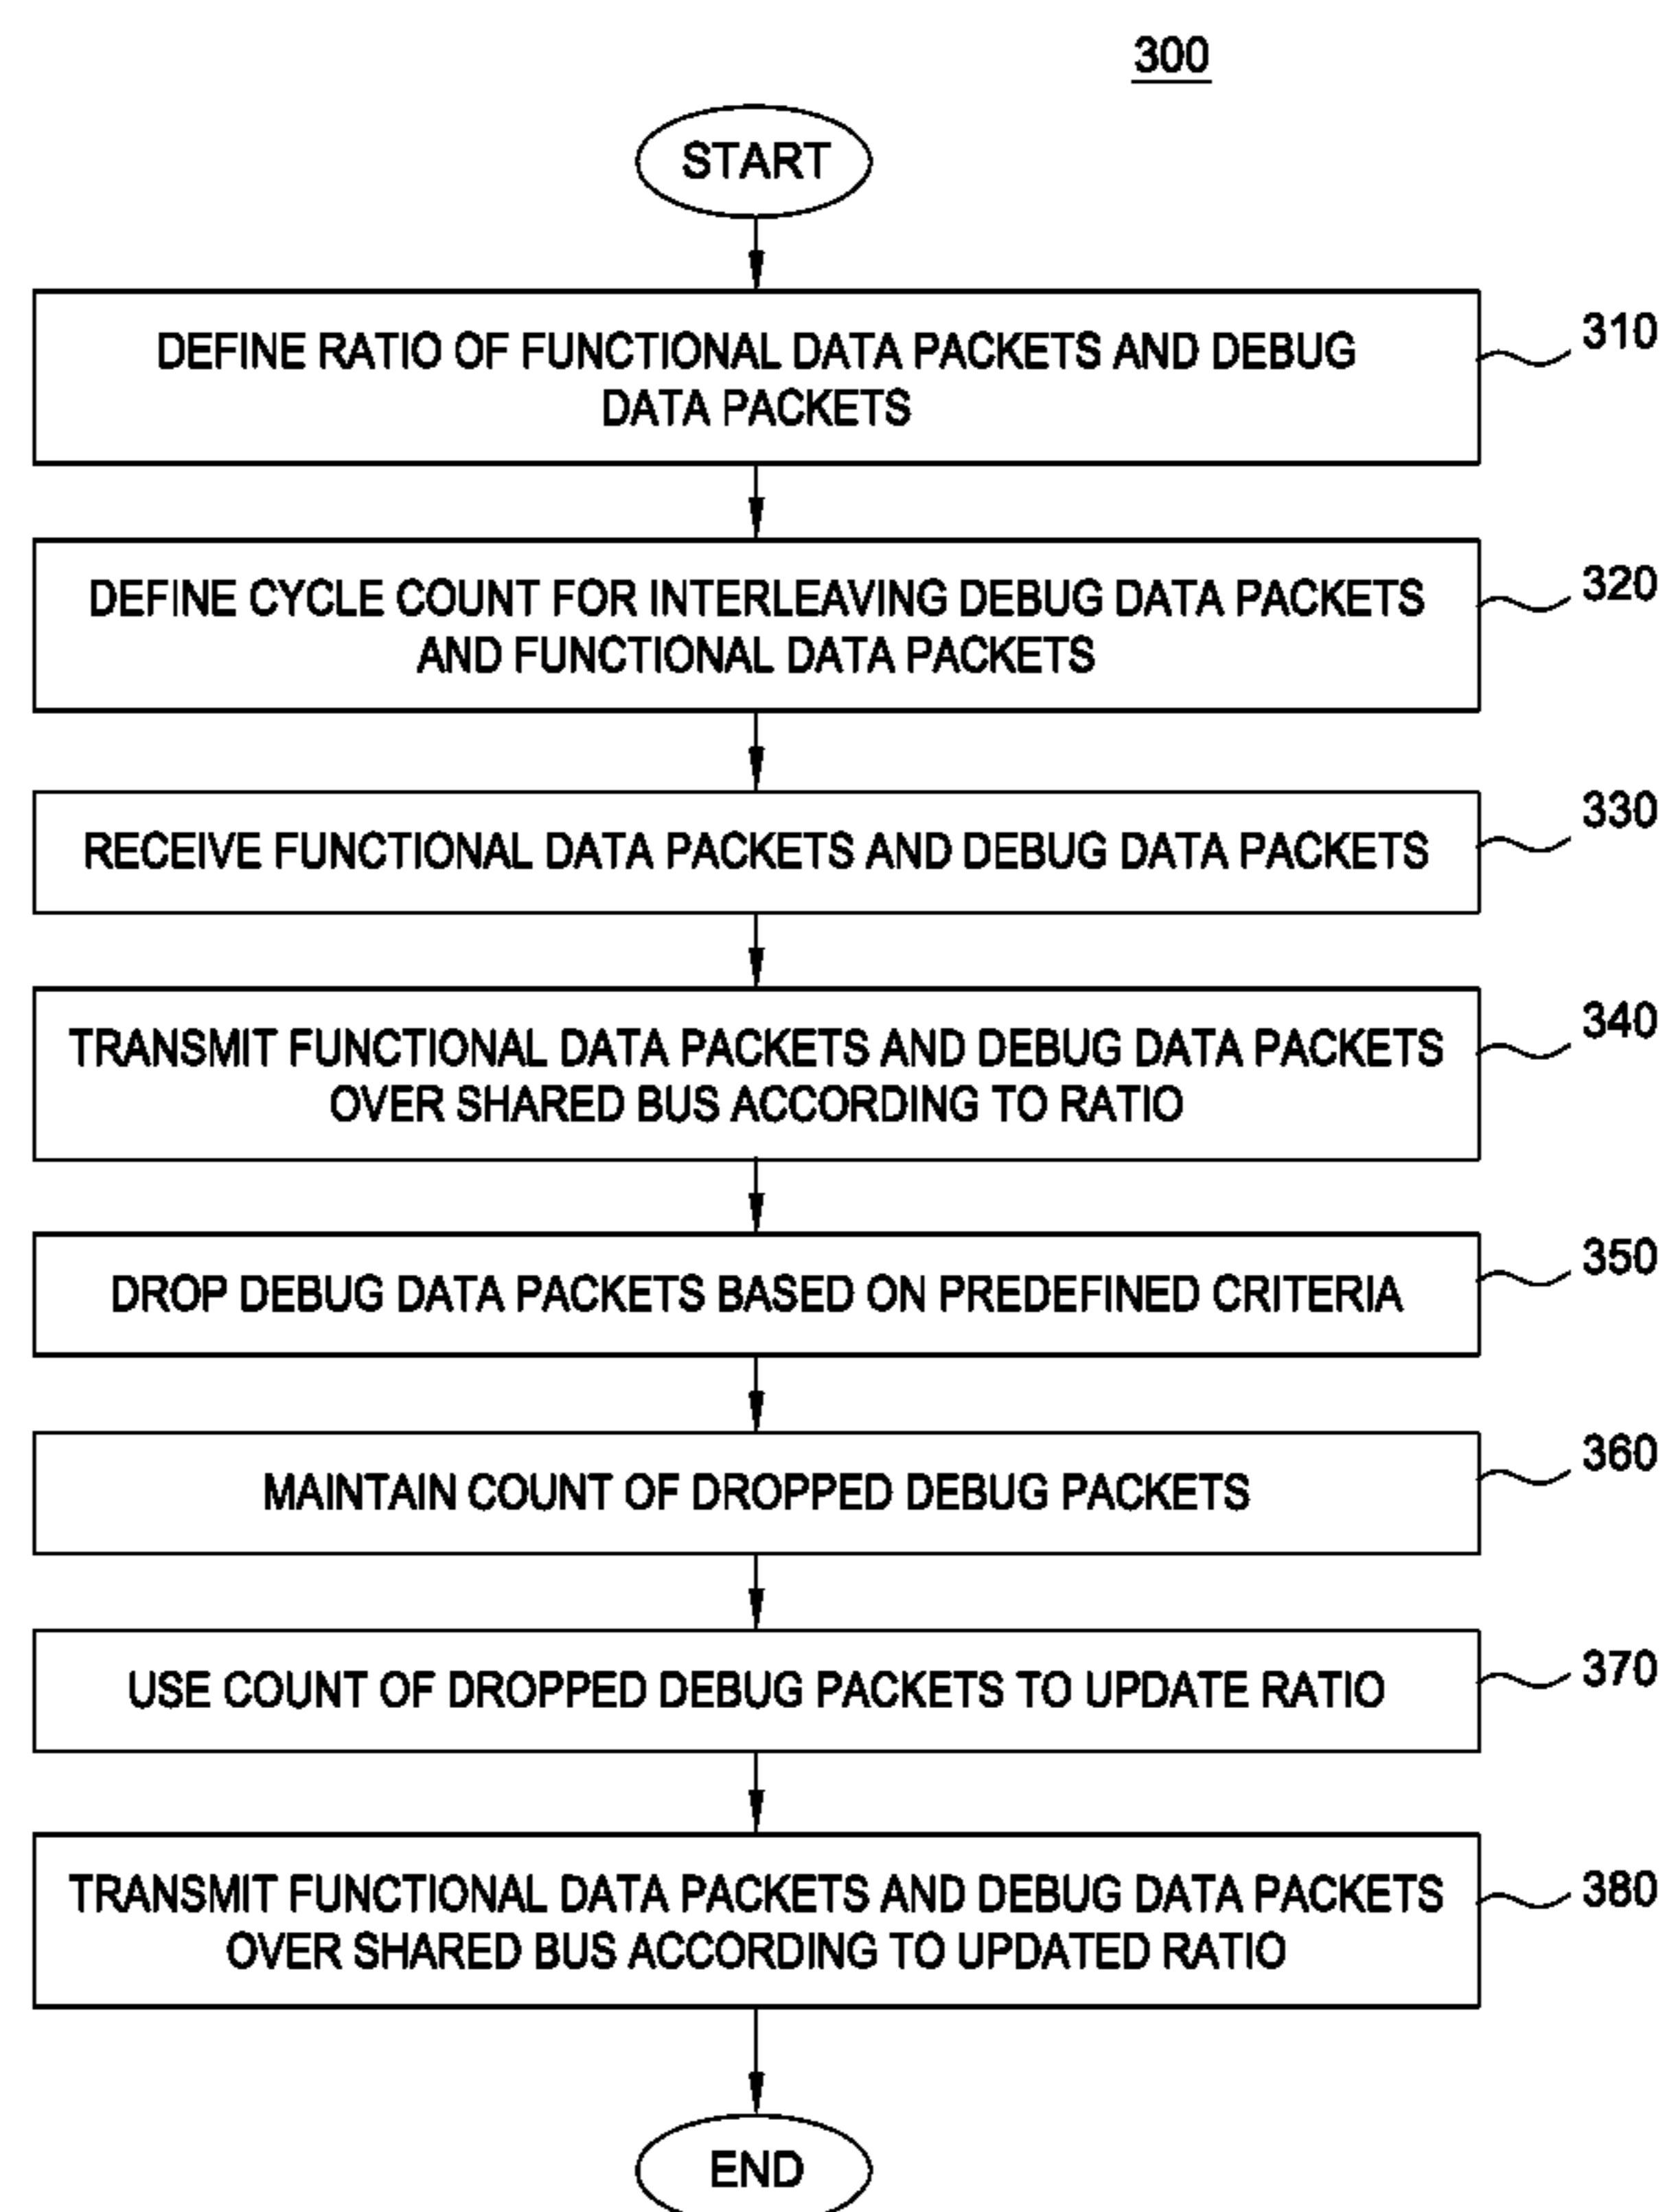 300
START
DEFINE RATIO OF FUNCTIONAL DATA PACKETS AND DEBUG
DATA PACKETS
310
DEFINE CYCLE COUNT FOR INTERLEAVING DEBUG DATA PACKETS
AND FUNCTIONAL DATA PACKETS
320
RECEIVE FUNCTIONAL DATA PACKETS AND DEBUG DATA PACKETS
330
TRANSMIT FUNCTIONAL DATA PACKETS AND DEBUG DATA PACKETS
OVER SHARED BUS ACCORDING TO RATIO
340
DROP DEBUG DATA PACKETS BASED ON PREDEFINED CRITERIA
350
MAINTAIN COUNT OF DROPPED DEBUG PACKETS
360
USE COUNT OF DROPPED DEBUG PACKETS TO UPDATE RATIO
370
TRANSMIT FUNCTIONAL DATA PACKETS AND DEBUG DATA PACKETS
OVER SHARED BUS ACCORDING TO UPDATED RATIO
380
END